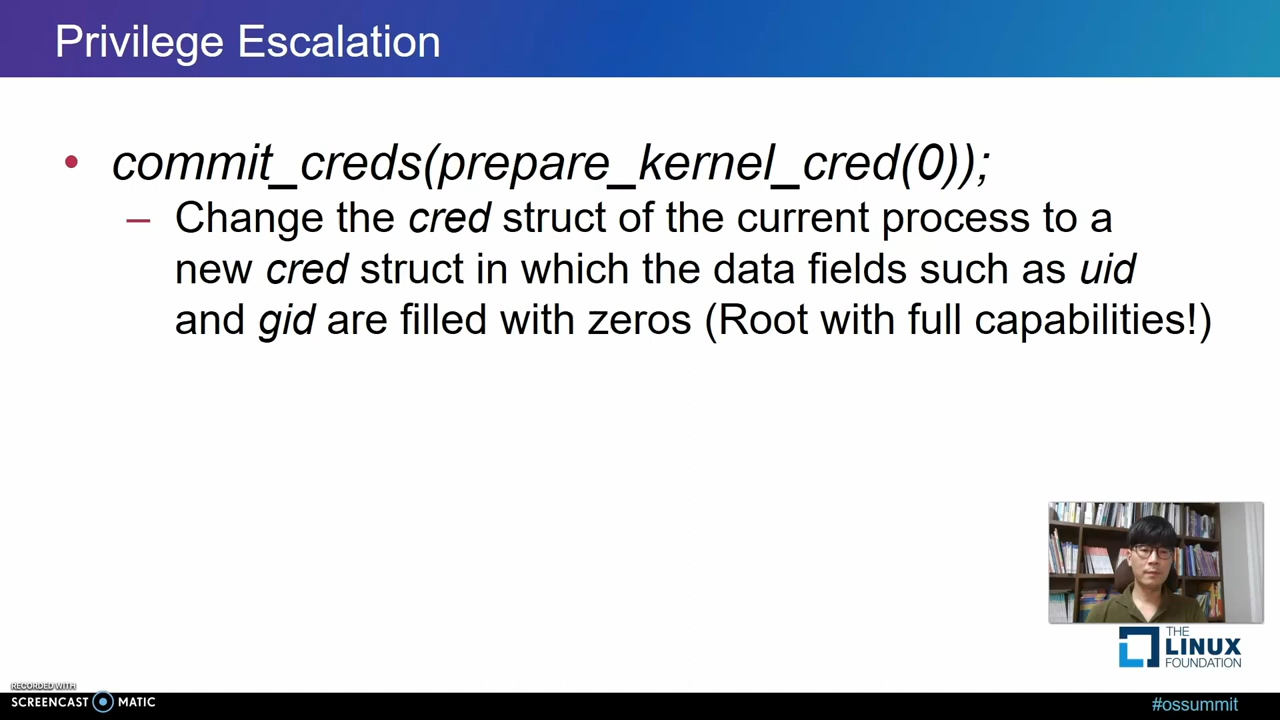 Privilege Escalation
• commit_creds(prepare_kernel_cred(0));
– Change the cred struct of the current process to a
new cred struct in which the data fields such as uid
and gid are filled with zeros (Root with full capabilities!)
THE
LINUX
FOUNDATION
RECORDED WITH
SCREENCAST MATIC
#ossummit